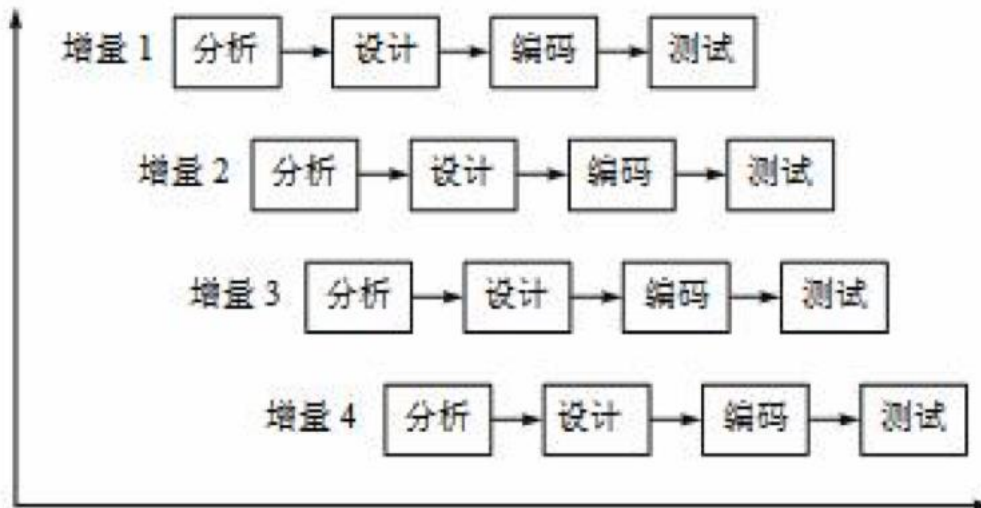 增量 1 分析 设计 编码 测试
增量 2 分析 设计 编码 测试
增量 3 分析 设计 编码 测试
增量 4 分析 设计 编码 测试